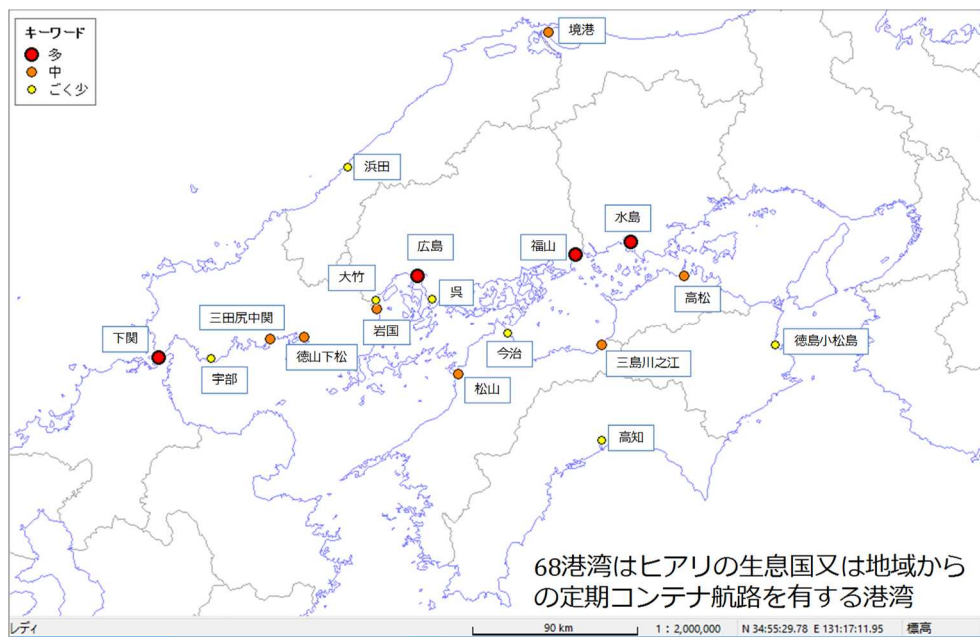 キーワード
多
中
ごく少
境港
浜田
水島
広島
福山
大竹
呉
高松
岩国
三田尻中関
下関
徳山下松
今治
徳島小松島
三島川之江
宇部
松山
高知
68港湾はヒアリの生息国又は地域から
の定期コンテナ航路を有する港湾
レディ
90 km
1 : 2,000,000
N 34:55:29.78 E 131:17:11.95
標高